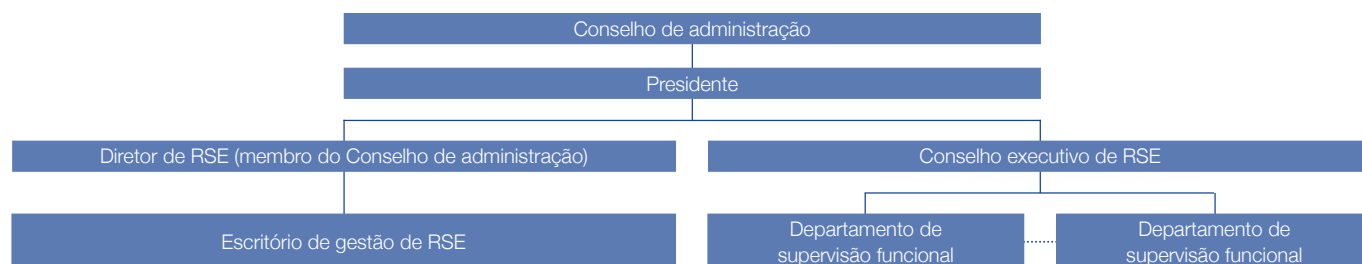 Conselho de administração
Presidente
Diretor de RSE (membro do Conselho de administração)
Conselho executivo de RSE
Escritório de gestão de RSE
Departamento de
supervisão funcional
Departamento de
supervisão funcional